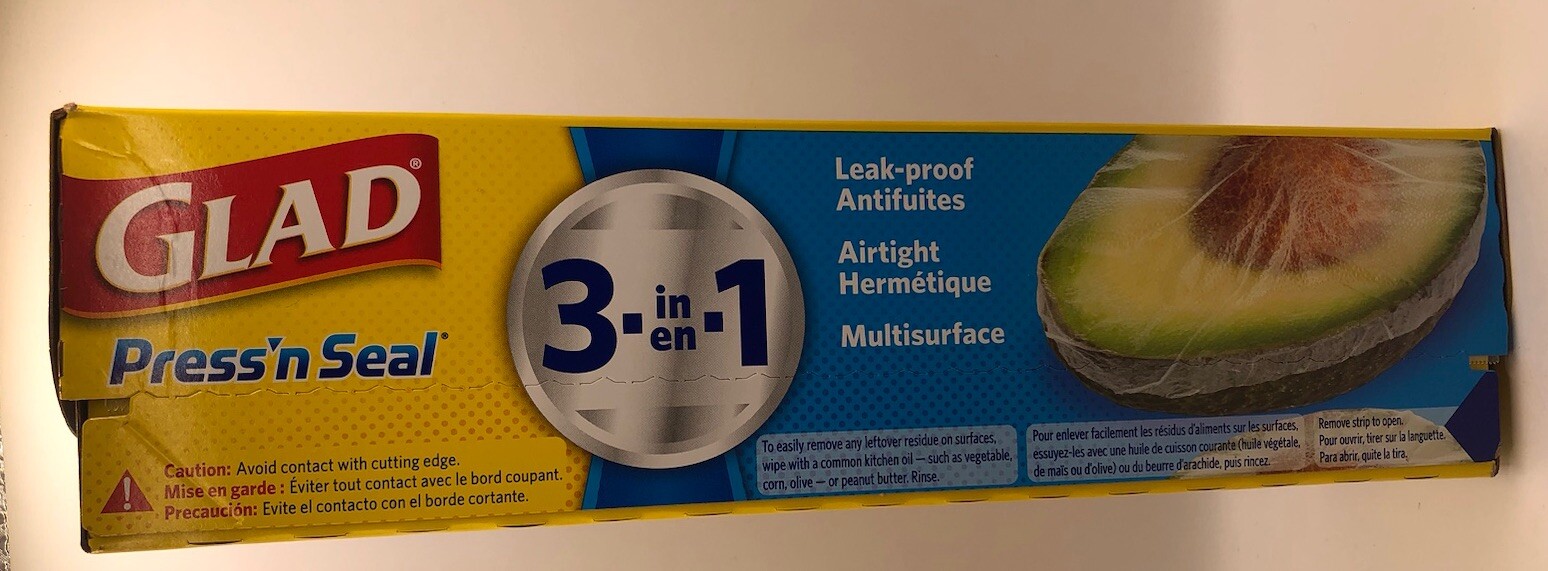 GLAD®
Press'n Seal®
3-in-1
en
Leak-proof
Antifuites
Airtight
Hermétique
Multisurface
Caution: Avoid contact with cutting edge.
Mise en garde : Éviter tout contact avec le bord coupant.
Precaución: Evite el contacto con el borde cortante.
To easily remove any leftover residue on surfaces,
wipe with a common kitchen oil — such as vegetable,
corn, olive — or peanut butter. Rinse.
Pour enlever facilement les résidus d'aliments sur les surfaces,
essuyez-les avec une huile de cuisson courante (huile végétale,
de maïs ou d'olive) ou du beurre d'arachide, puis rincez.
Remove strip to open.
Pour ouvrir, tirer sur la languette.
Para abrir, quite la tira.